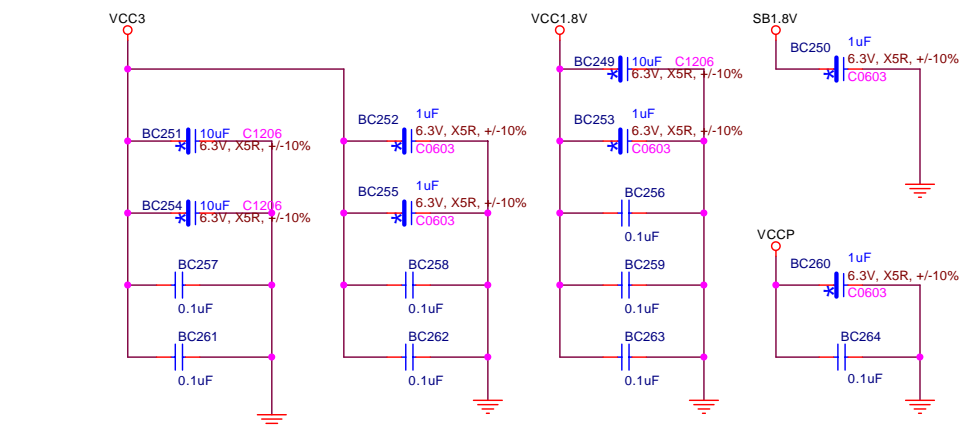 VCC3
VCC1.8V
SB1.8V
BC249
10uF
C1206
6.3V, X5R, +/-10%
BC250
1uF
6.3V, X5R, +/-10%
C0603
BC251
10uF
C1206
6.3V, X5R, +/-10%
BC252
1uF
6.3V, X5R, +/-10%
C0603
BC253
1uF
6.3V, X5R, +/-10%
C0603
BC254
10uF
C1206
6.3V, X5R, +/-10%
BC255
1uF
6.3V, X5R, +/-10%
C0603
BC256
0.1uF
VCCP
BC257
0.1uF
BC258
0.1uF
BC259
0.1uF
BC260
1uF
6.3V, X5R, +/-10%
C0603
BC261
0.1uF
BC262
0.1uF
BC263
0.1uF
BC264
0.1uF